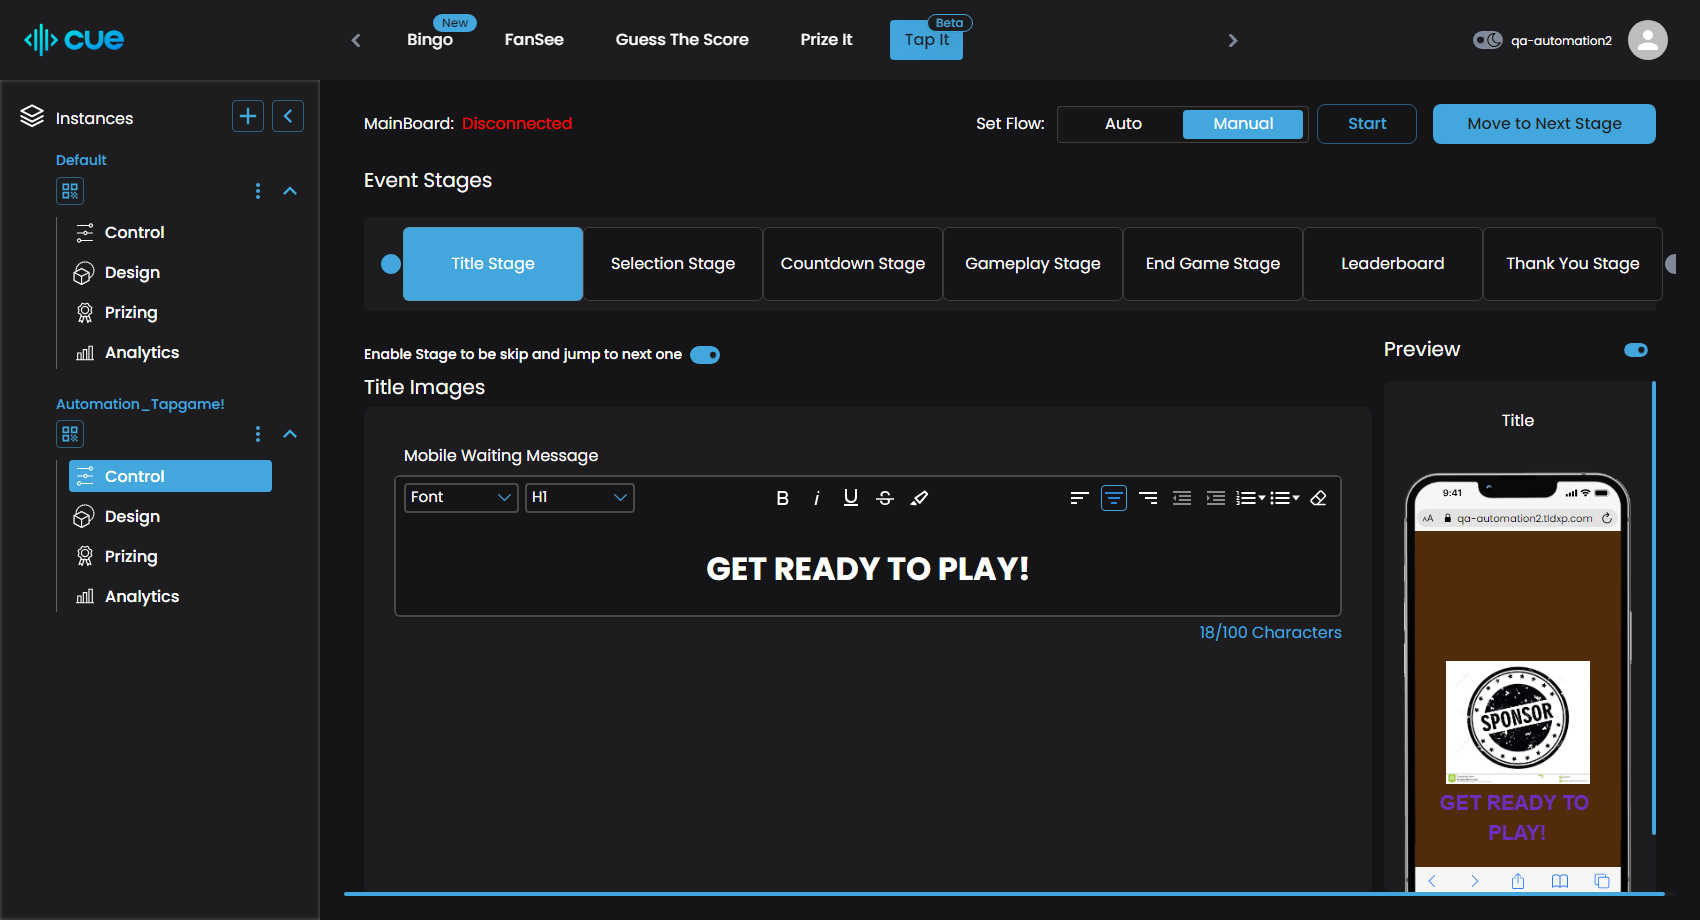 cue
New
Bingo
FanSee
Guess The Score
Prize It
Beta
Tap It
qa-automation2
Instances
Default
Control
Design
Prizing
Analytics
Automation_Tapgame!
Control
Design
Prizing
Analytics
MainBoard: Disconnected
Set Flow:
Auto
Manual
Start
Move to Next Stage
Event Stages
Title Stage
Selection Stage
Countdown Stage
Gameplay Stage
End Game Stage
Leaderboard
Thank You Stage
Enable Stage to be skip and jump to next one
Title Images
Mobile Waiting Message
Font
H1
B
i
U
S
GET READY TO PLAY!
18/100 Characters
Preview
Title
9:41
AA
qa-automation2.tldxp.com
SPONSOR
GET READY TO
PLAY!